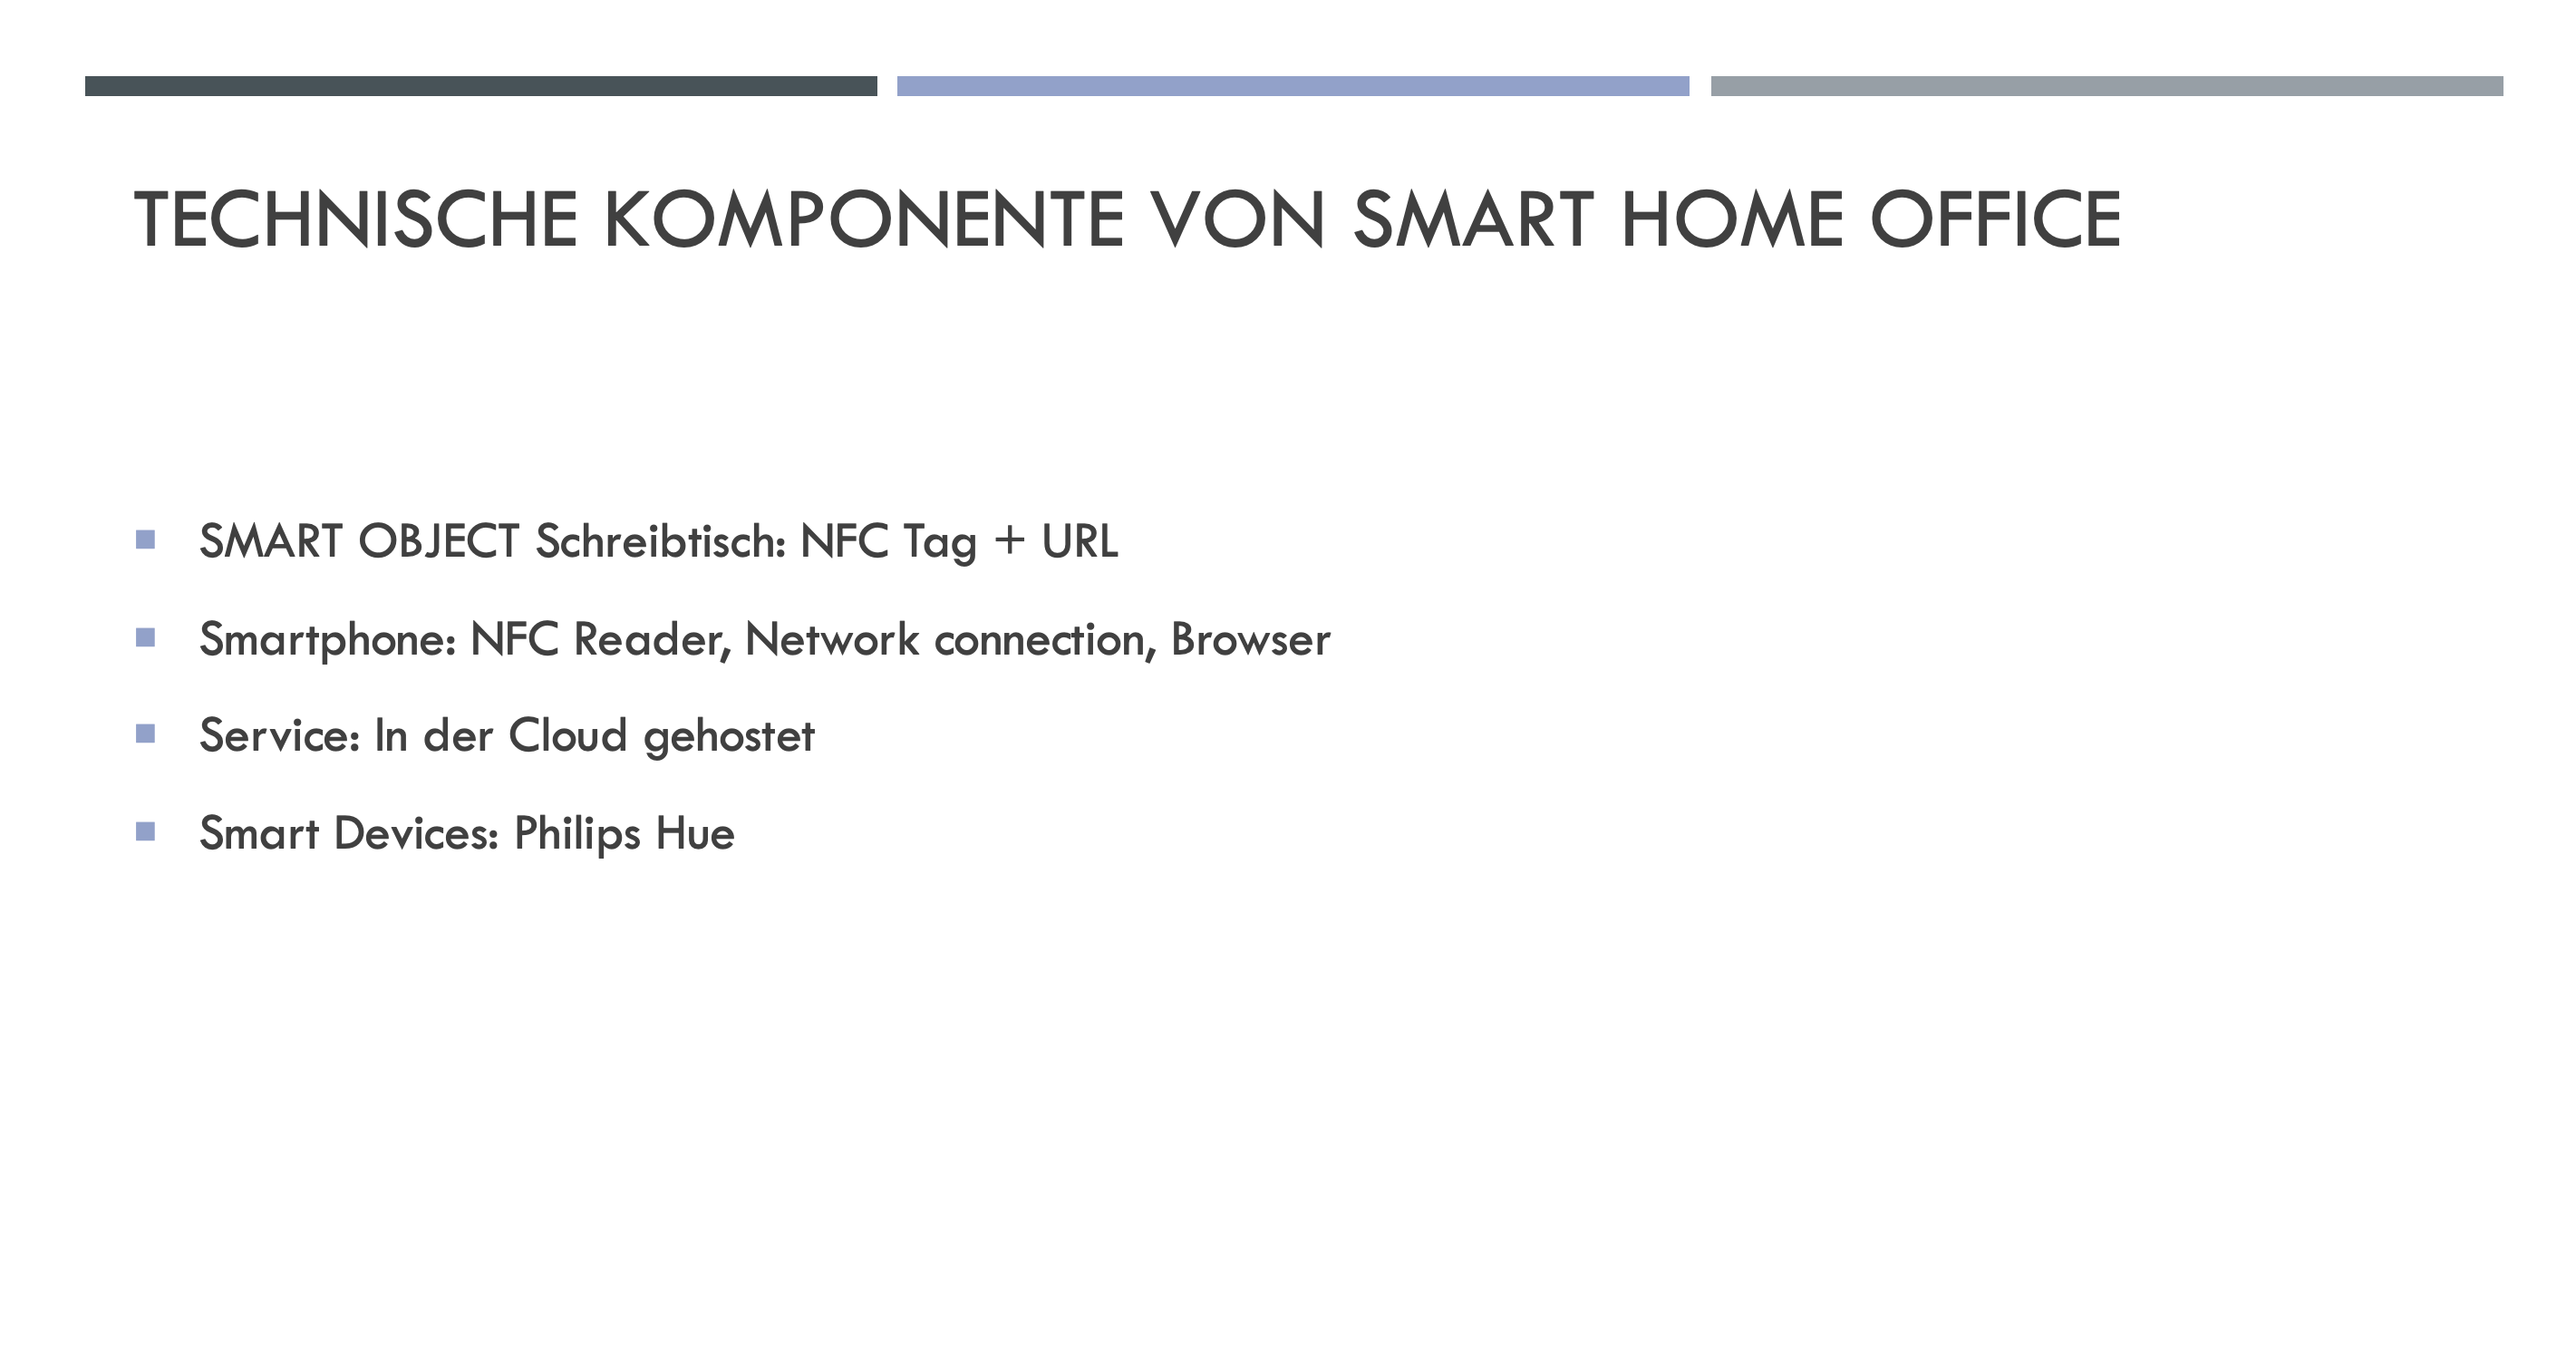 TECHNISCHE KOMPONENTE VON SMART HOME OFFICE
SMART OBJECT Schreibtisch: NFC Tag + URL
Smartphone: NFC Reader, Network connection, Browser
Service: In der Cloud gehostet
Smart Devices: Philips Hue